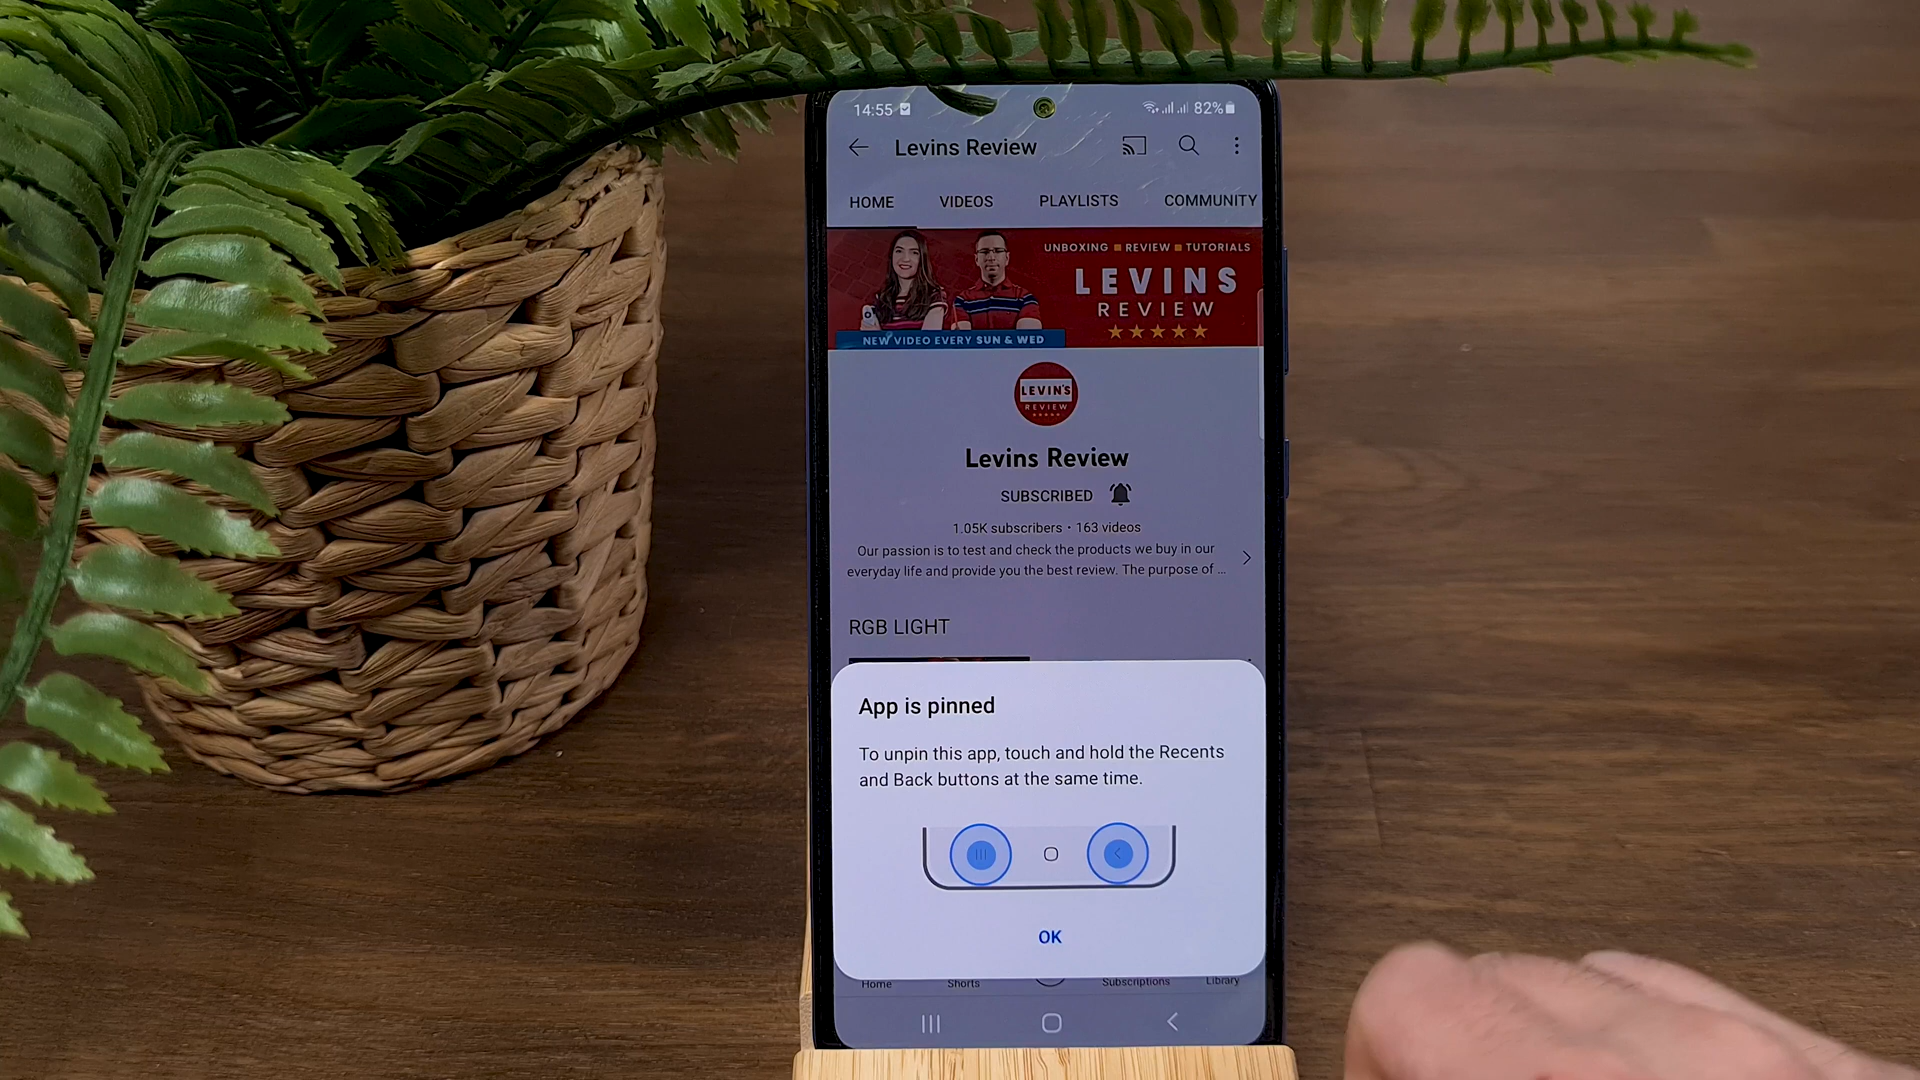 14:55 82%
Levins Review
HOME VIDEOS PLAYLISTS COMMUNITY
UNBOXING REVIEW TUTORIALS
LEVINS
REVIEW
NEW VIDEO EVERY SUN & WED
LEVIN'S
REVIEW
Levins Review
SUBSCRIBED
1.05K subscribers • 163 videos
Our passion is to test and check the products we buy in our
everyday life and provide you the best review. The purpose of ...
RGB LIGHT
App is pinned
To unpin this app, touch and hold the Recents
and Back buttons at the same time.
OK
Home Shorts Subscriptions Library